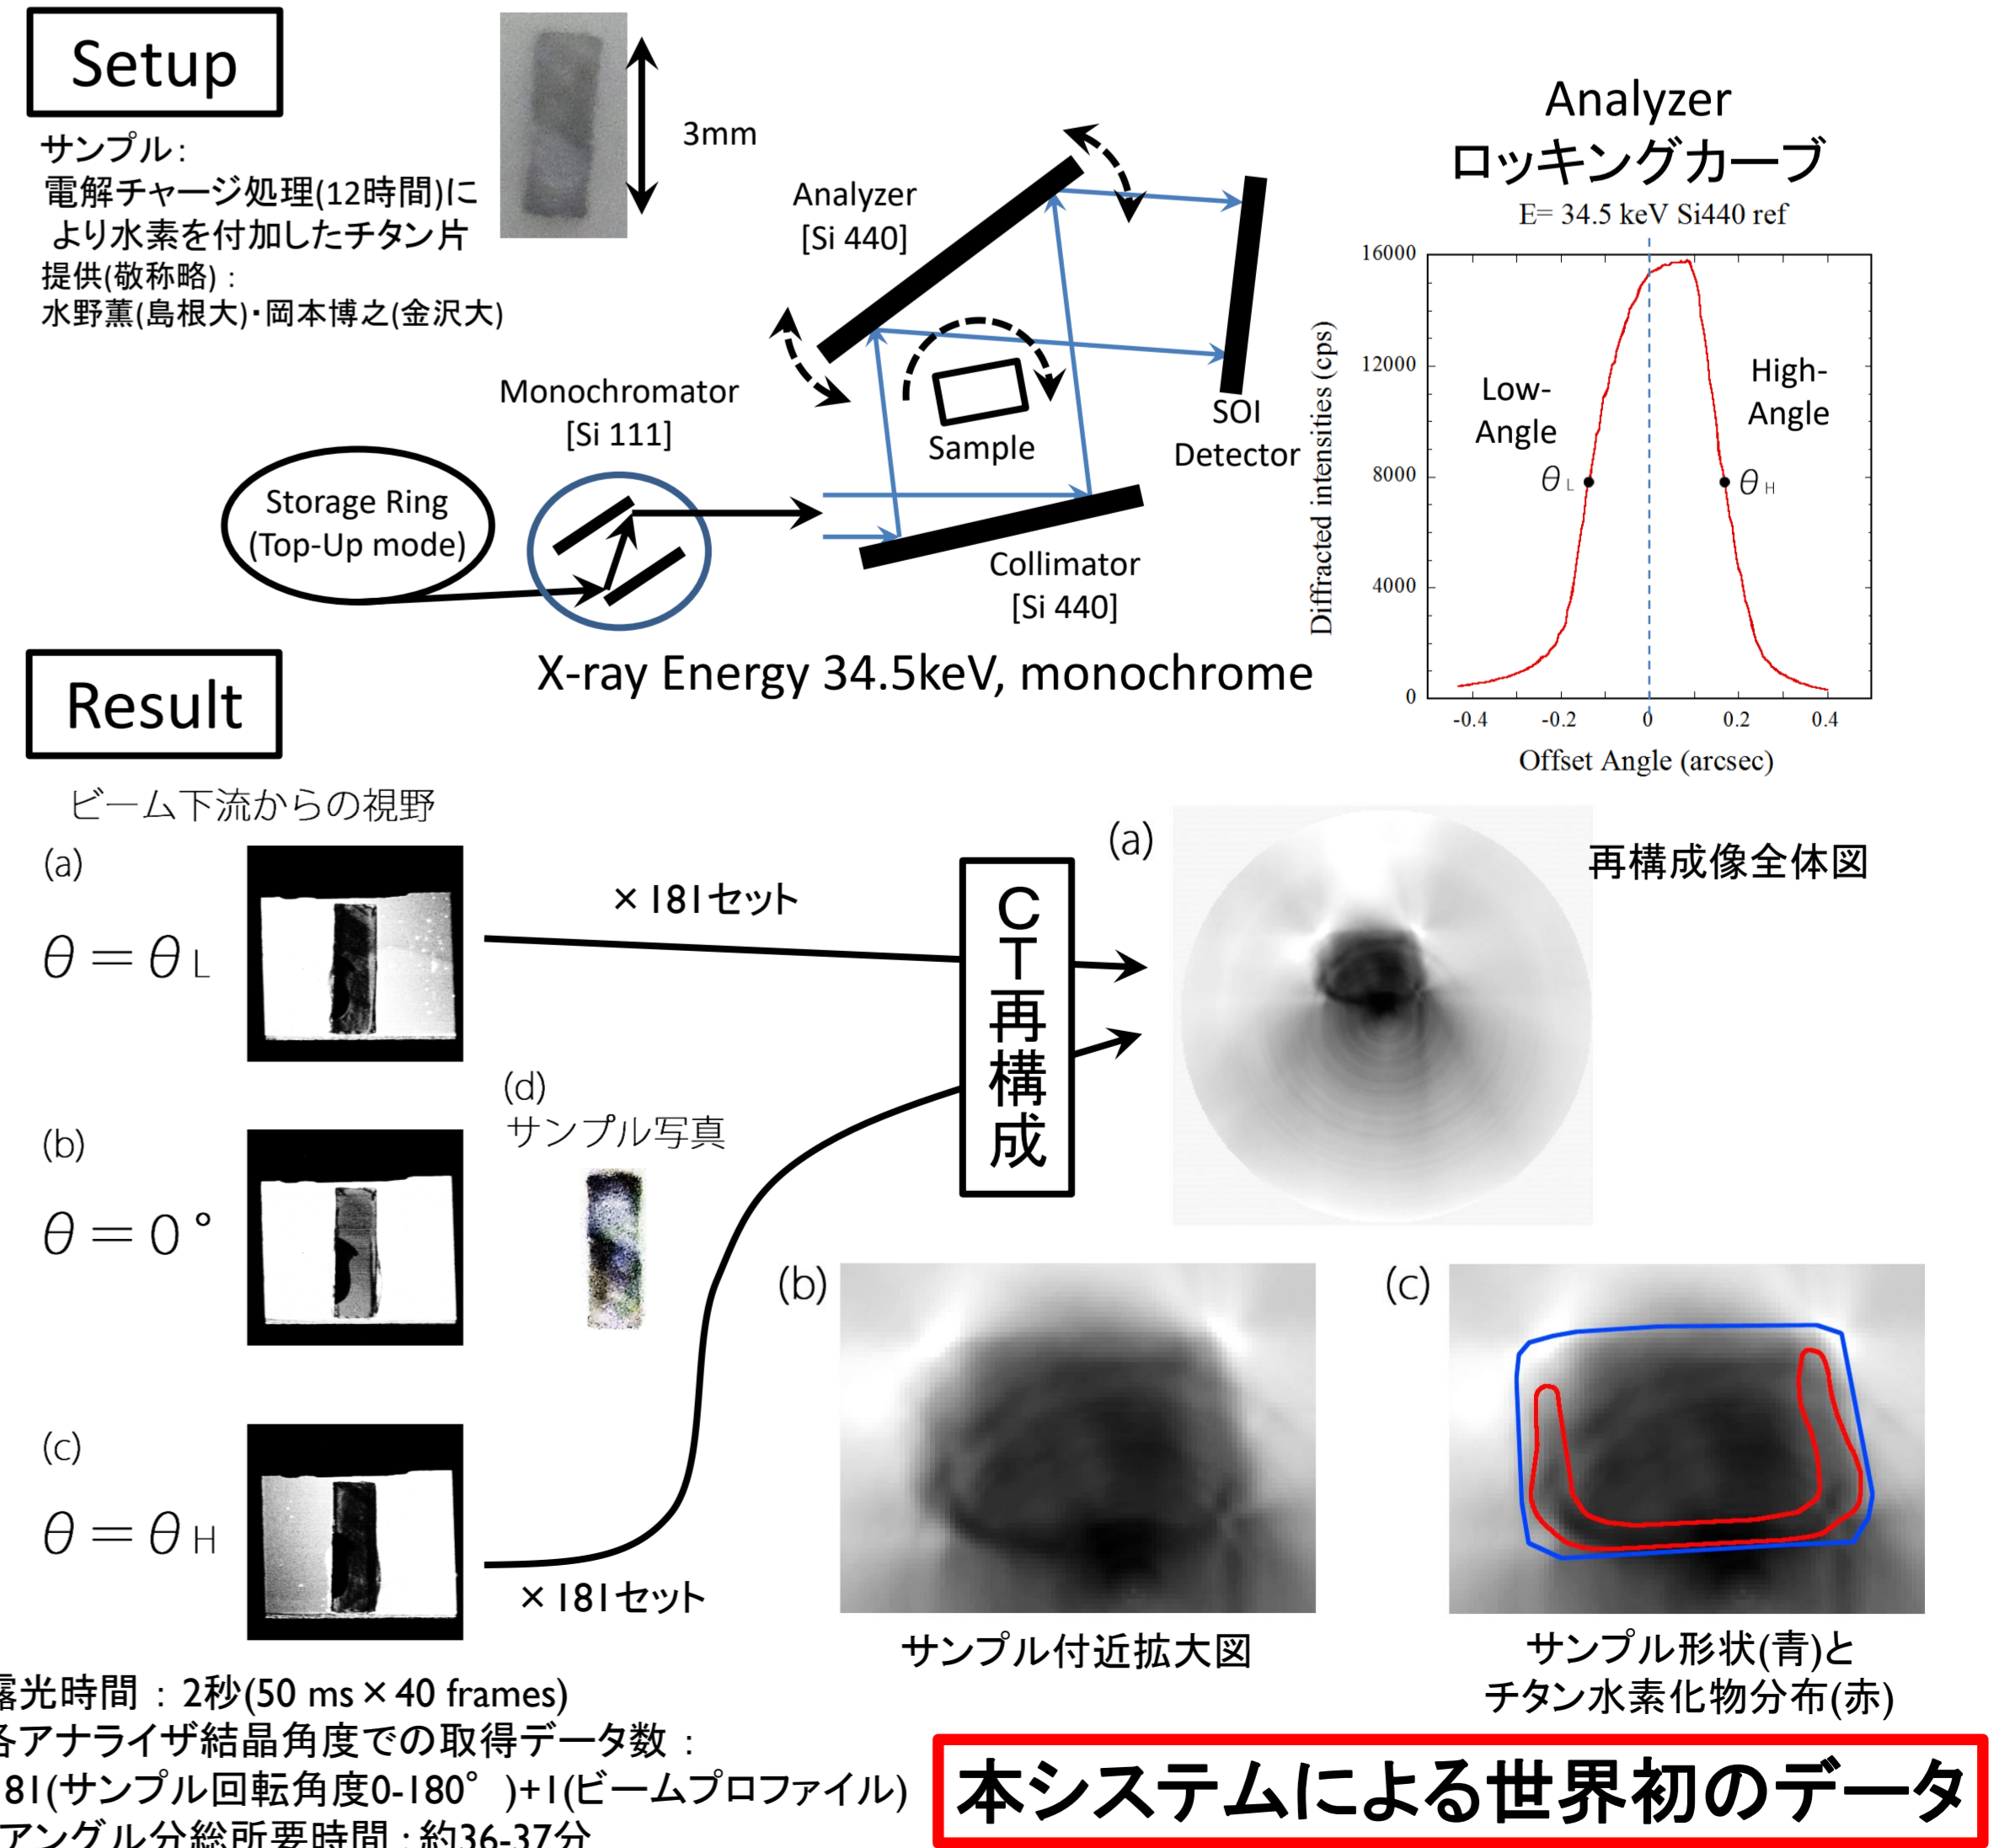 Setup
サンプル：
電解チャージ処理(12時間)に
より水素を付加したチタン片
提供(敬称略)：
水野薫(島根大)・岡本博之(金沢大)
3mm
Analyzer
[Si 440]
Monochromator
[Si 111]
Storage Ring
(Top-Up mode)
Sample
SOI
Detector
Collimator
[Si 440]
X-ray Energy 34.5keV, monochrome
Analyzer
ロッキングカーブ
E= 34.5 keV Si440 ref
Diffracted intensities (cps)
16000
12000
8000
4000
0
Low-
Angle
θL
High-
Angle
θH
-0.4 -0.2 0 0.2 0.4
Offset Angle (arcsec)
Result
ビーム下流からの視野
(a)
θ＝θL
×181セット
(b)
θ＝0°
(d)
サンプル写真
(c)
θ＝θH
×181セット
CT再構成
(a)
再構成像全体図
(b)
サンプル付近拡大図
(c)
サンプル形状(青)と
チタン水素化物分布(赤)
露光時間：2秒(50 ms×40 frames)
各アナライザ結晶角度での取得データ数：
81(サンプル回転角度0-180°)+1(ビームプロファイル)
アングル分総所要時間：約36-37分
本システムによる世界初のデータ